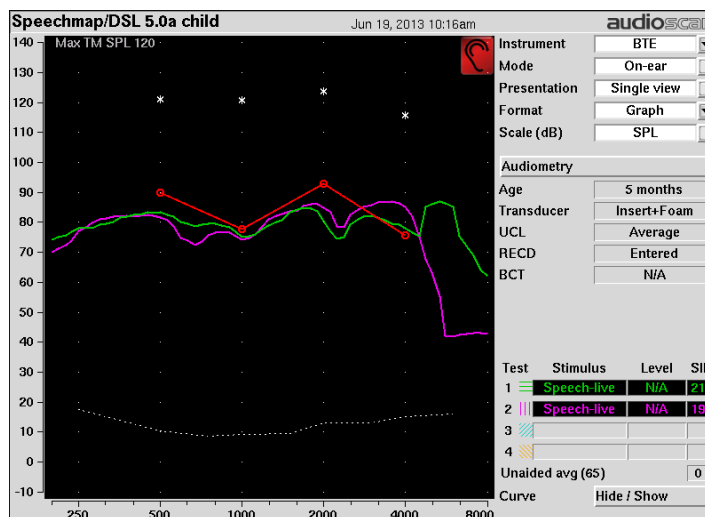 Speechmap/DSL 5.0a child Jun 19, 2013 10:16am audioscan
Max TM SPL 120
140
130
120
110
100
90
80
70
60
50
40
30
20
10
0
-10
250 500 1000 2000 4000 8000
Instrument BTE
Mode On-ear
Presentation Single view
Format Graph
Scale (dB) SPL
Audiometry
Age 5 months
Transducer Insert+Foam
UCL Average
RECD Entered
BCT N/A
Test Stimulus Level SII
1 Speech-live N/A 21
2 Speech-live N/A 19
3
4
Unaided avg (65) 0
Curve Hide / Show